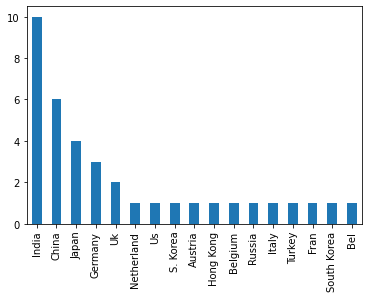 10
8
6
4
2
0
India
China
Japan
Germany
Uk
Netherland
Us
S. Korea
Austria
Hong Kong
Belgium
Russia
Italy
Turkey
Fran
South Korea
Bel